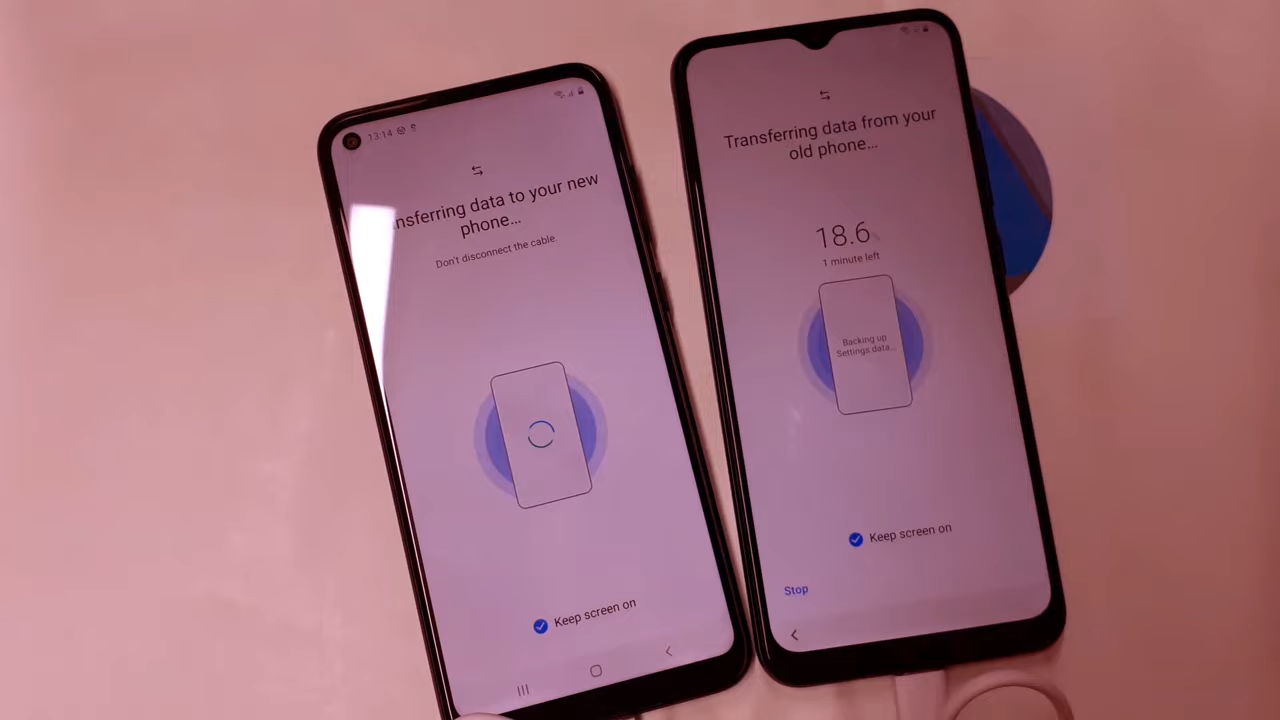 13:14
nsferring data to your new
phone...
Don't disconnect the cable.
Keep screen on
Transferring data from your
old phone...
18.6%
1 minute left
Backing up
Settings data...
Keep screen on
Stop